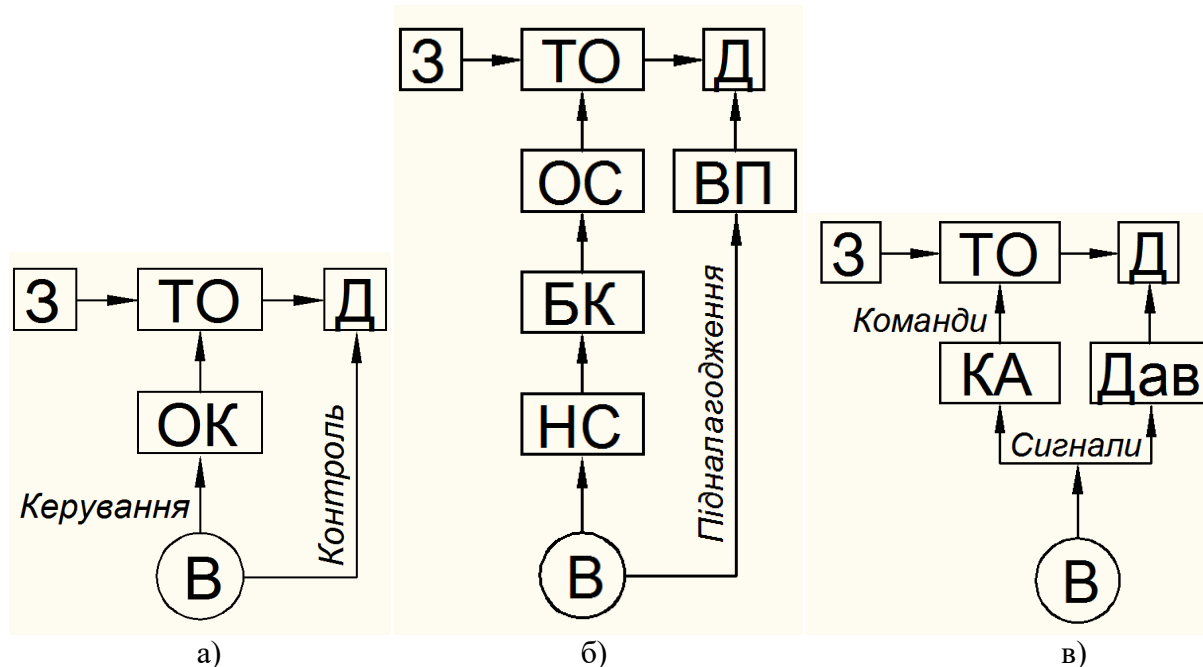 З ТО Д
ОК
Керування
Контроль
В
а)
З ТО Д
ОС ВП
БК
НС
Підналагодження
В
б)
З ТО Д
Команди
КА Дав
Сигнали
В
в)